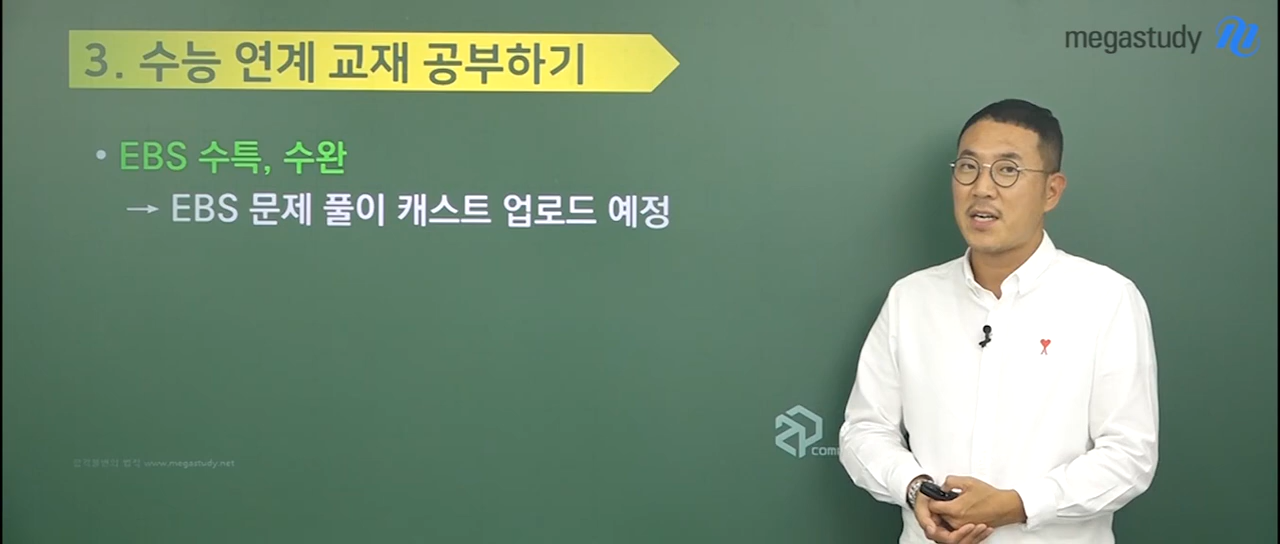 megastudy
3. 수능 연계 교재 공부하기
• EBS 수특, 수완
→ EBS 문제 풀이 캐스트 업로드 예정
www.megastudy.net